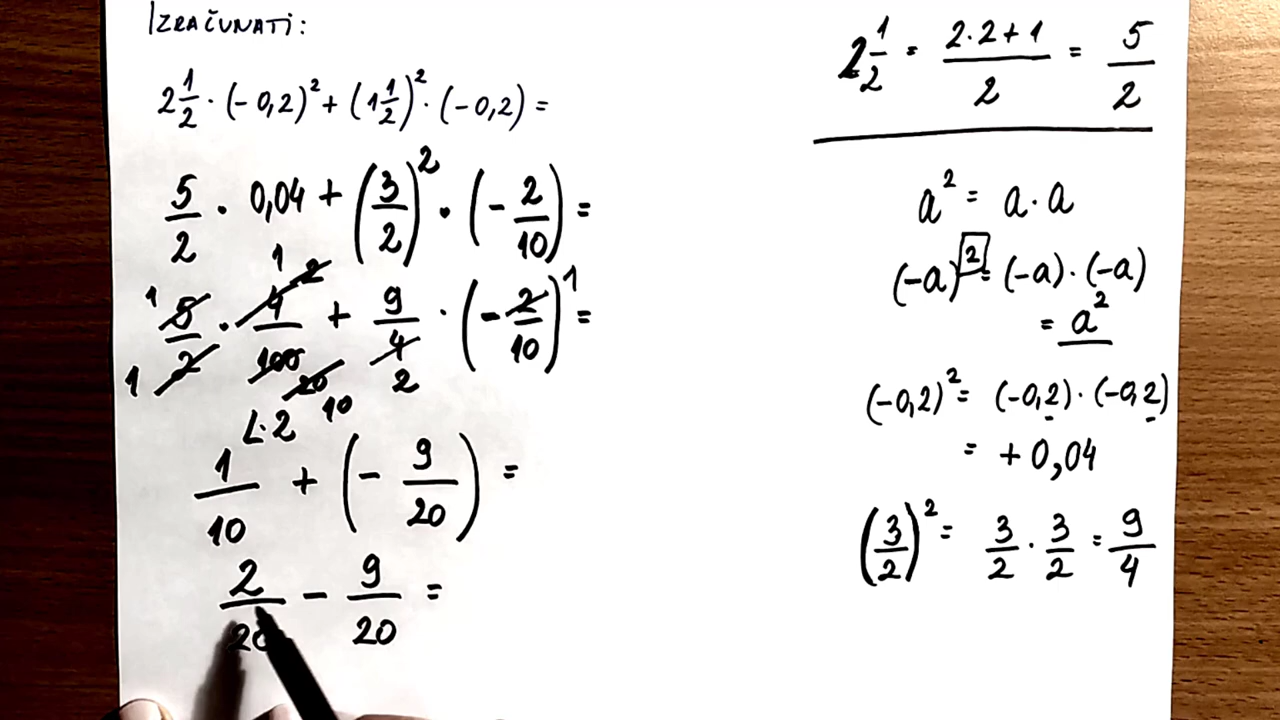 IZRAČUNATI:
2 1/2 · (-0,2)² + (1 1/2)² · (-0,2) =
5/2 · 0,04 + (3/2)² · (- 2/10) =
1 1 2 1
5/2 · 4/100 + 9/4 · (- 2/10) =
1 20 10 2
L·2
1/10 + (- 9/20) =
2/20 - 9/20 =
2 1/2 = (2·2+1)/2 = 5/2
a² = a · a
(-a)² = (-a) · (-a)
= a²
(-0,2)² = (-0,2) · (-0,2)
= +0,04
(3/2)² = 3/2 · 3/2 = 9/4